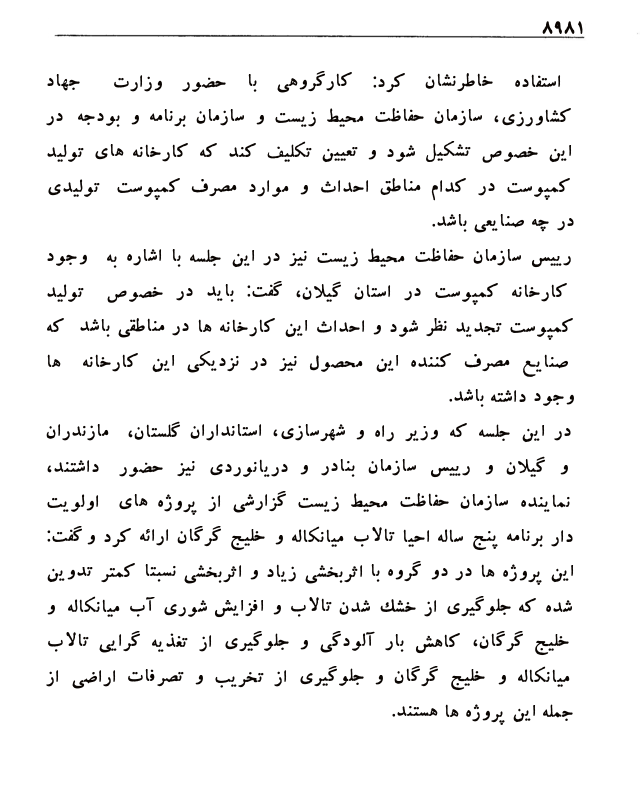 ۸۹۸۱
استفاده خاطرنشان کرد: کارگروهی با حضور وزارت جهاد
کشاورزی، سازمان حفاظت محیط زیست و سازمان برنامه و بودجه در
این خصوص تشکیل شود و تعیین تکلیف کند که کارخانه های تولید
کمپوست در کدام مناطق احداث و موارد مصرف کمپوست تولیدی
در چه صنایعی باشد.
رییس سازمان حفاظت محیط زیست نیز در این جلسه با اشاره به وجود
کارخانه کمپوست در استان گیلان، گفت: باید در خصوص تولید
کمپوست تجدید نظر شود و احداث این کارخانه ها در مناطقی باشد که
صنایع مصرف کننده این محصول نیز در نزدیکی این کارخانه ها
وجود داشته باشد.
در این جلسه که وزیر راه و شهرسازی، استانداران گلستان، مازندران
و گیلان و رییس سازمان بنادر و دریانوردی نیز حضور داشتند،
نماینده سازمان حفاظت محیط زیست گزارشی از پروژه های اولویت
دار برنامه پنج ساله احیا تالاب میانکاله و خلیج گرگان ارائه کرد و گفت:
این پروژه ها در دو گروه با اثربخشی زیاد و اثربخشی نسبتا کمتر تدوین
شده که جلوگیری از خشك شدن تالاب و افزایش شوری آب میانکاله و
خلیج گرگان، کاهش بار آلودگی و جلوگیری از تغذیه گرایی تالاب
میانکاله و خلیج گرگان و جلوگیری از تخریب و تصرفات اراضی از
جمله این پروژه ها هستند.